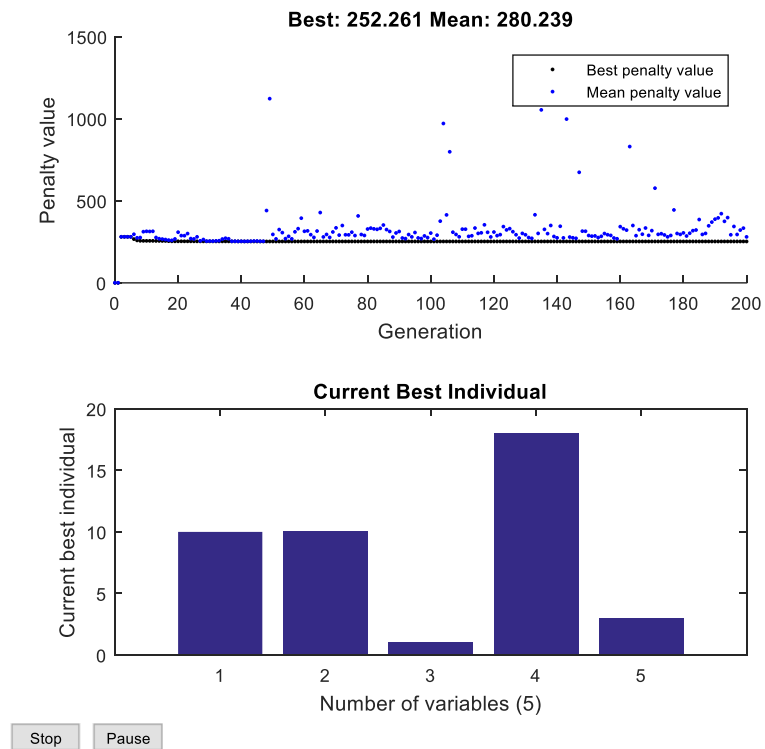 Best: 252.261 Mean: 280.239
1500
1000
500
0
Penalty value
Best penalty value
Mean penalty value
0 20 40 60 80 100 120 140 160 180 200
Generation
Current Best Individual
20
15
10
5
0
Current best individual
1 2 3 4 5
Number of variables (5)
Stop Pause